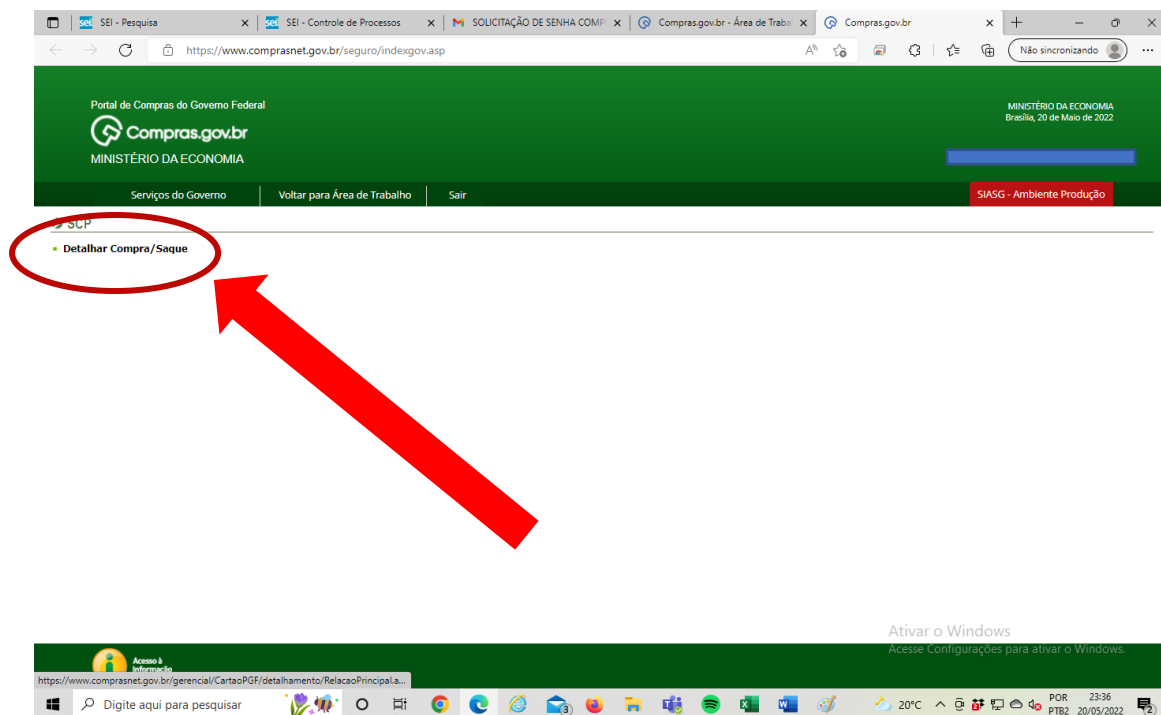 SEI - Pesquisa
SEI - Controle de Processos
SOLICITAÇÃO DE SENHA COMP
Compras.gov.br - Área de Trabal
Compras.gov.br
https://www.comprasnet.gov.br/seguro/indexgov.asp
Não sincronizando
Portal de Compras do Governo Federal
Compras.gov.br
MINISTÉRIO DA ECONOMIA
MINISTÉRIO DA ECONOMIA
Brasília, 20 de Maio de 2022
Serviços do Governo
Voltar para Área de Trabalho
Sair
SIASG - Ambiente Produção
SCP
Detalhar Compra/Saque
Ativar o Windows
Acesse Configurações para ativar o Windows.
Acesso à
Informação
https://www.comprasnet.gov.br/gerencial/CartaoPGF/detalhamento/RelacaoPrincipal.a...
Digite aqui para pesquisar
20°C
POR
PTB2
23:36
20/05/2022